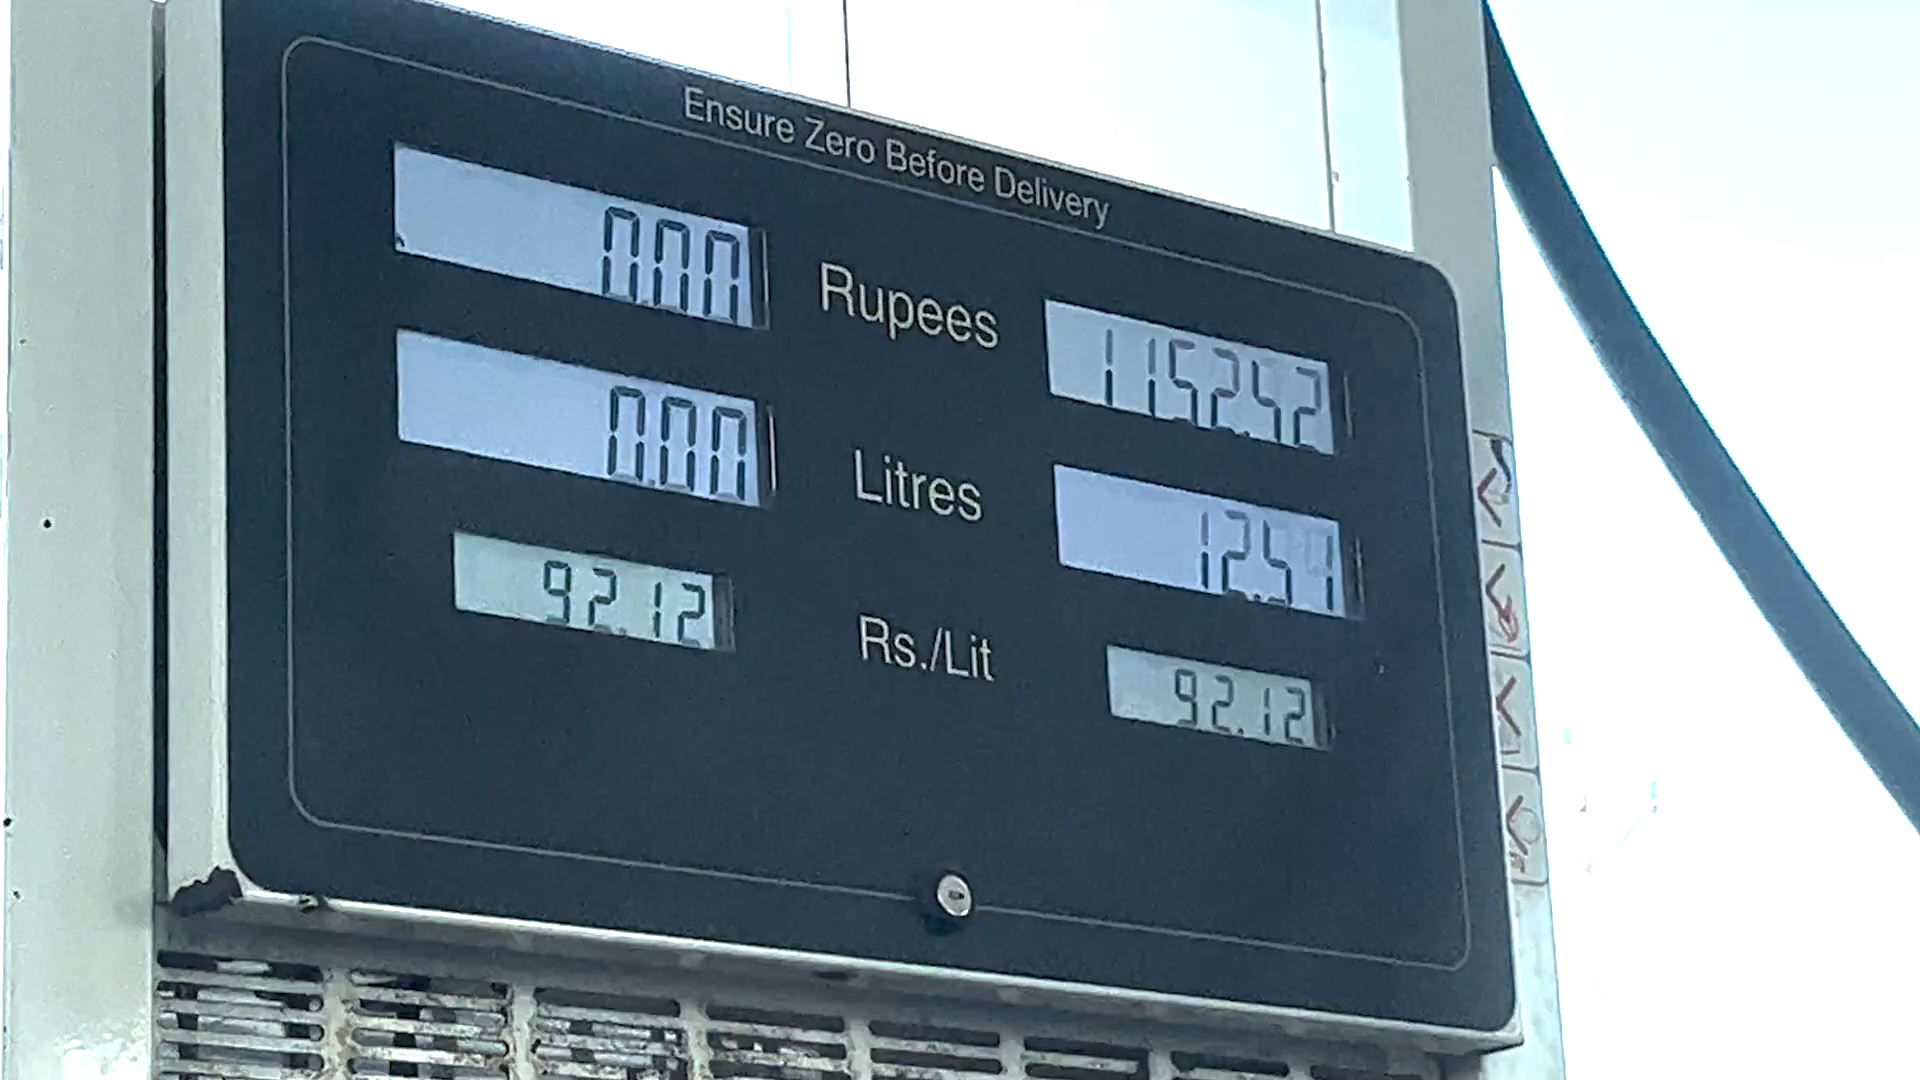 Ensure Zero Before Delivery
0.00 Rupees 1152.42
0.00 Litres 12.51
92.12 Rs./Lit 92.12